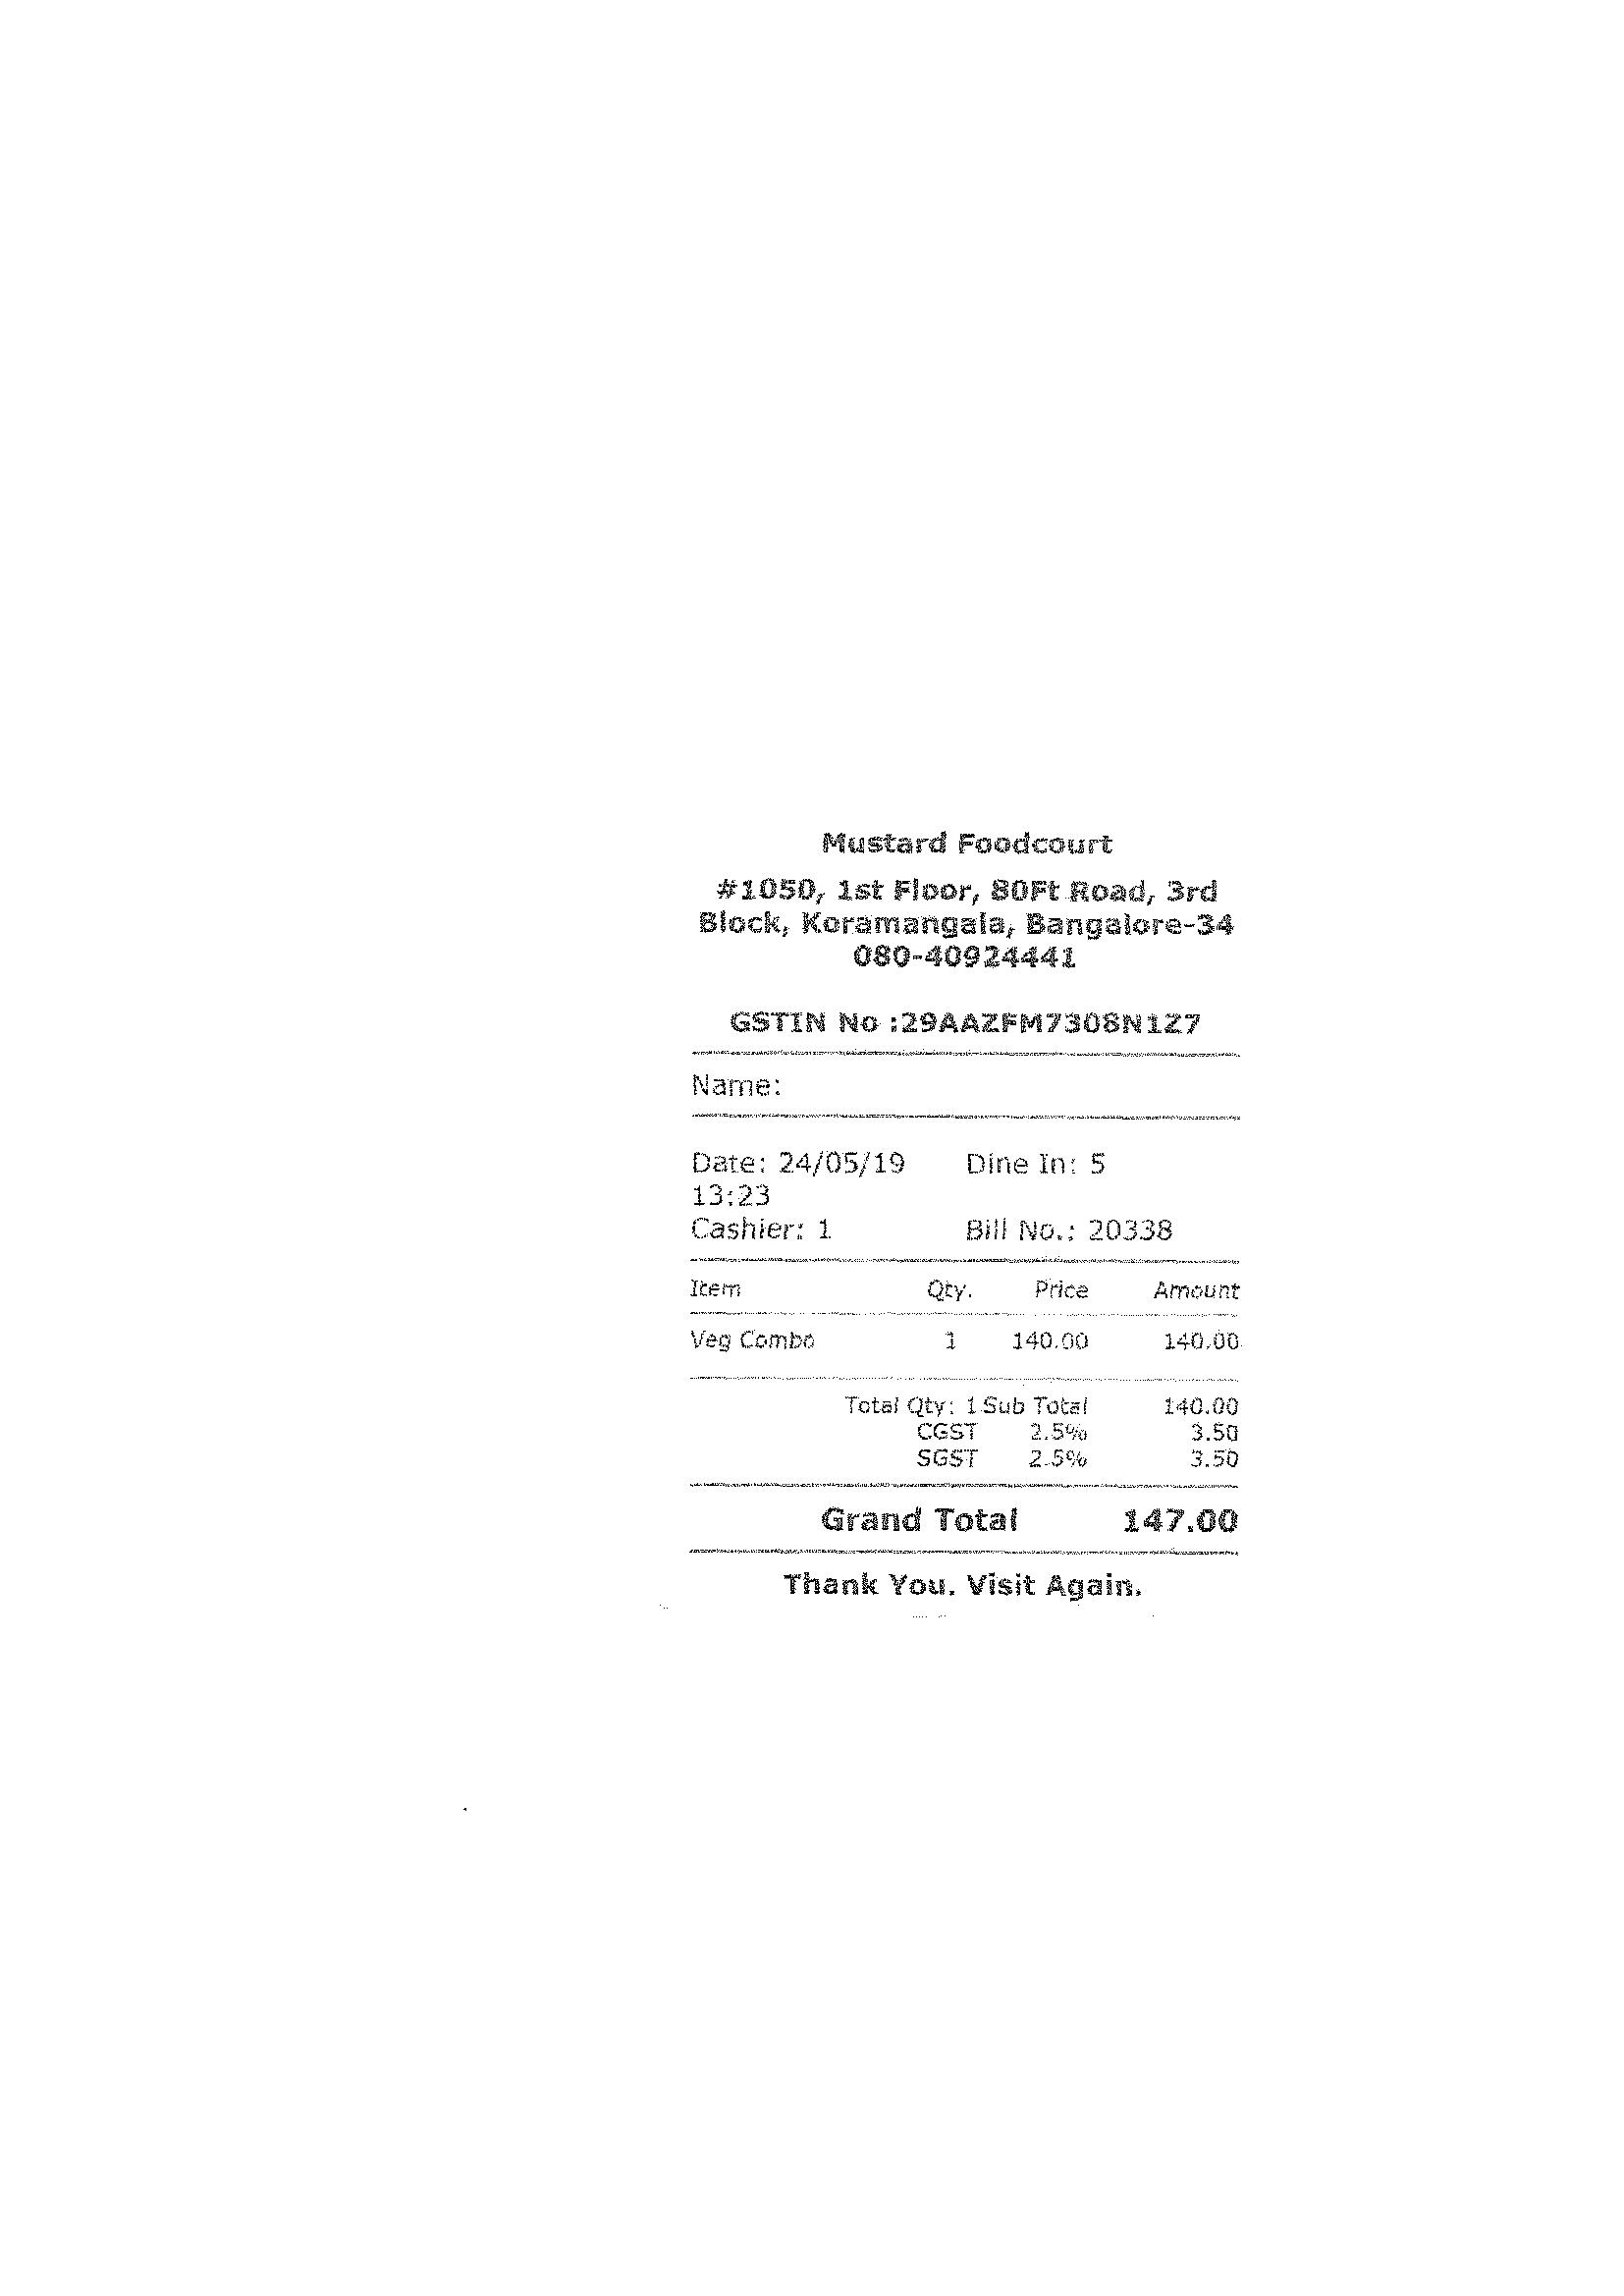 Mustard Foodcourt
#1050, 1st Floor, 80Ft Road, 3rd
Block, Koramangala, Bangalore-34
080-40924441
GSTIN No :29AAZFM7308N1Z7
Name:
Date: 24/05/19 Dine In: 5
13:23
Cashier: 1 Bill No.: 20338
Item Qty. Price Amount
Veg Combo 1 140.00 140.00
Total Qty: 1 Sub Total 140.00
CGST 2.5% 3.50
SGST 2.5% 3.50
Grand Total 147.00
Thank You. Visit Again.